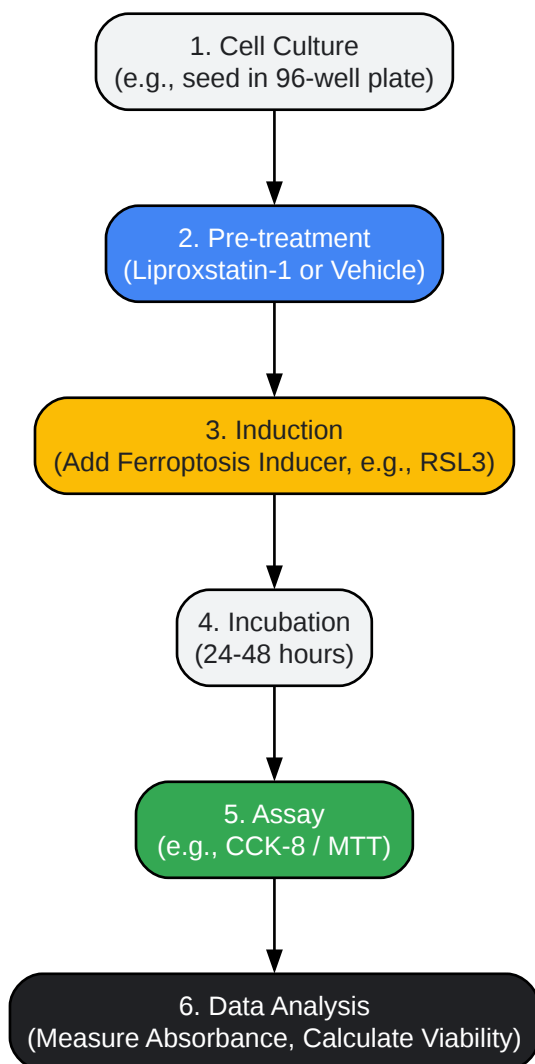 1. Cell Culture
(e.g., seed in 96-well plate)
2. Pre-treatment
(Liproxstatin-1 or Vehicle)
3. Induction
(Add Ferroptosis Inducer, e.g., RSL3)
4. Incubation
(24-48 hours)
5. Assay
(e.g., CCK-8 / MTT)
6. Data Analysis
(Measure Absorbance, Calculate Viability)